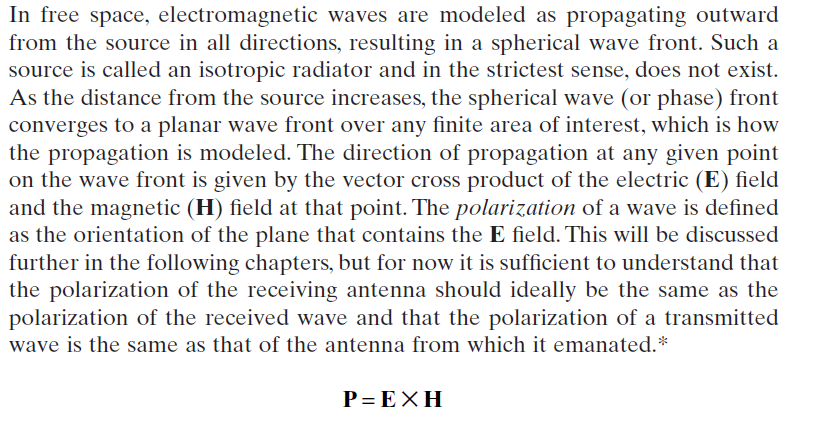 In free space, electromagnetic waves are modeled as propagating outward
from the source in all directions, resulting in a spherical wave front. Such a
source is called an isotropic radiator and in the strictest sense, does not exist.
As the distance from the source increases, the spherical wave (or phase) front
converges to a planar wave front over any finite area of interest, which is how
the propagation is modeled. The direction of propagation at any given point
on the wave front is given by the vector cross product of the electric (E) field
and the magnetic (H) field at that point. The polarization of a wave is defined
as the orientation of the plane that contains the E field. This will be discussed
further in the following chapters, but for now it is sufficient to understand that
the polarization of the receiving antenna should ideally be the same as the
polarization of the received wave and that the polarization of a transmitted
wave is the same as that of the antenna from which it emanated.*
P = E × H